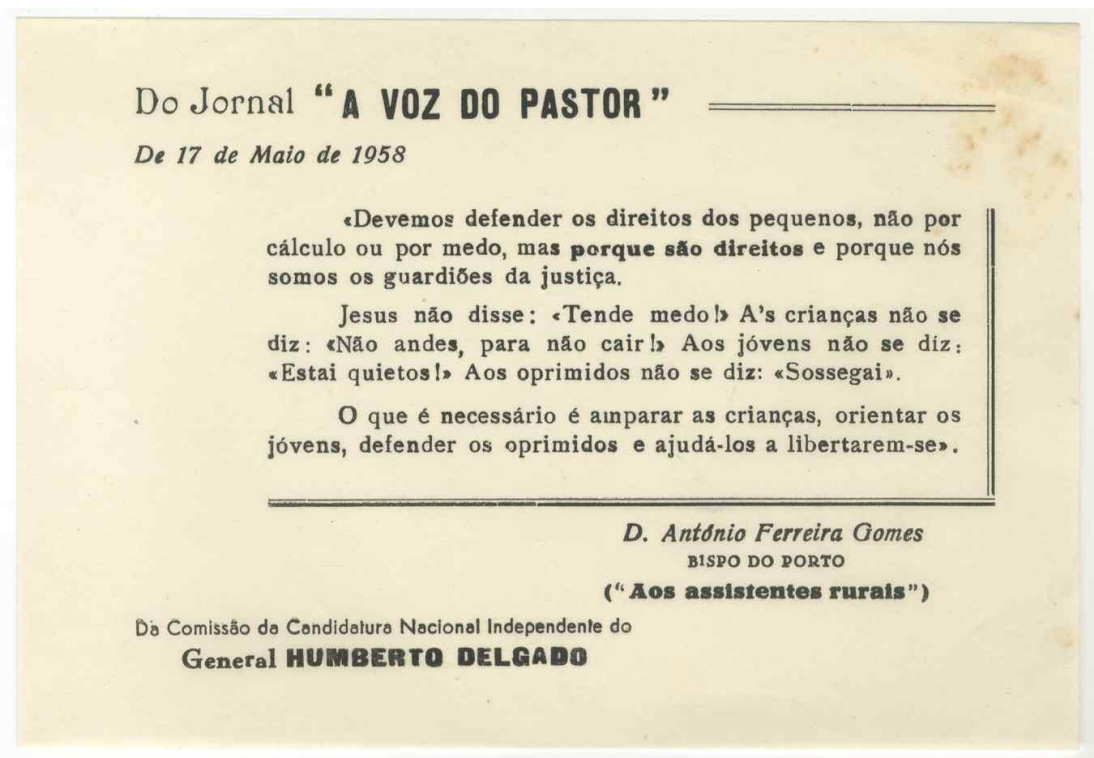 Do Jornal "A VOZ DO PASTOR"
De 17 de Maio de 1958
«Devemos defender os direitos dos pequenos, não por
cálculo ou por medo, mas porque são direitos e porque nós
somos os guardiões da justiça.
Jesus não disse: «Tende medo!» A's crianças não se
diz: «Não andes, para não cair!» Aos jóvens não se diz:
«Estai quietos!» Aos oprimidos não se diz: «Sossegai».
O que é necessário é amparar as crianças, orientar os
jóvens, defender os oprimidos e ajudá-los a libertarem-se».
D. António Ferreira Gomes
BISPO DO PORTO
("Aos assistentes rurais")
Da Comissão da Candidatura Nacional Independente do
General HUMBERTO DELGADO